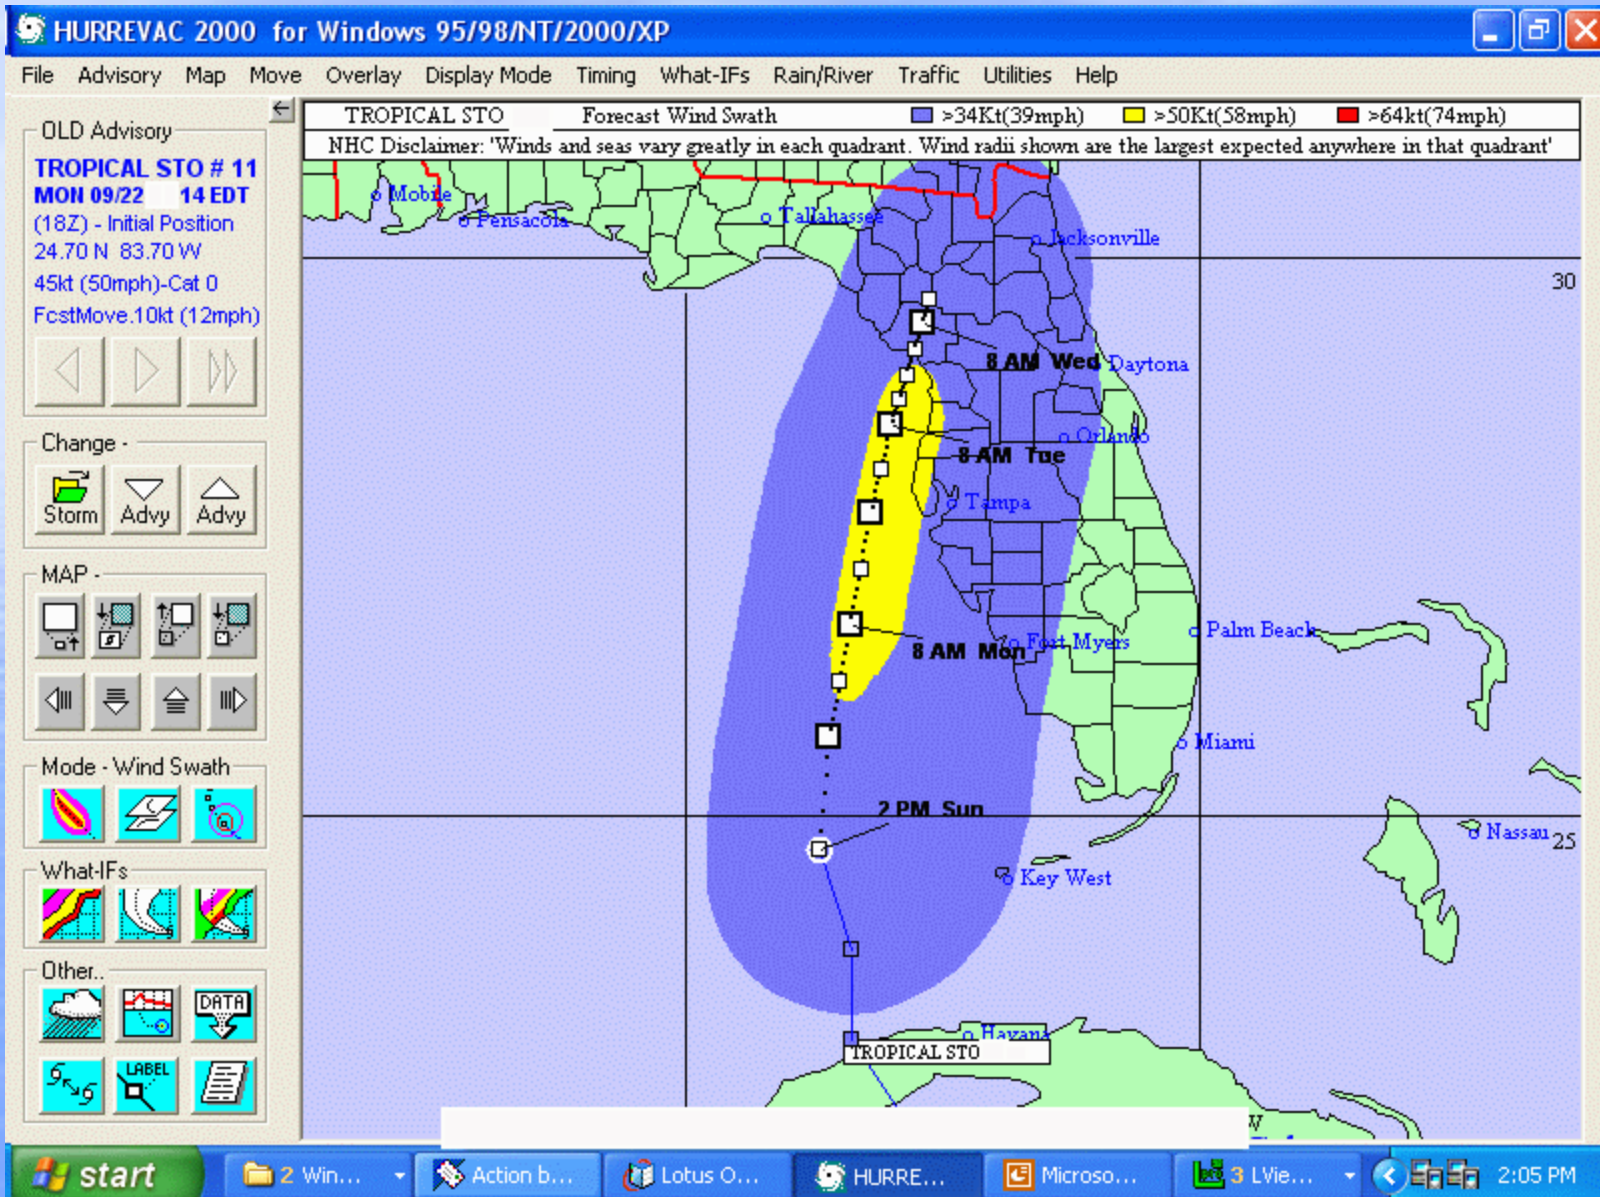 HURREVAC 2000 for Windows 95/98/NT/2000/XP
File Advisory Map Move Overlay Display Mode Timing What-IFs Rain/River Traffic Utilities Help
OLD Advisory
TROPICAL STO # 11
MON 09/22 14 EDT
(18Z) - Initial Position
24.70 N 83.70 W
45kt (50mph)-Cat 0
FcstMove.10kt (12mph)
Change -
Storm Advy Advy
MAP -
Mode - Wind Swath
What-IFs
Other..
DATA
LABEL
TROPICAL STO Forecast Wind Swath >34Kt(39mph) >50Kt(58mph) >64kt(74mph)
NHC Disclaimer: 'Winds and seas vary greatly in each quadrant. Wind radii shown are the largest expected anywhere in that quadrant'
Mobile
Pensacola
Tallahassee
Jacksonville
30
8 AM Wed
Daytona
Orlando
8 AM Tue
Tampa
Palm Beach
Fort Myers
8 AM Mon
Miami
2 PM Sun
Nassau
25
Key West
Havana
TROPICAL STO
W
start
2 Win...
Action b...
Lotus O...
HURRE...
Microso...
3 LVie...
2:05 PM